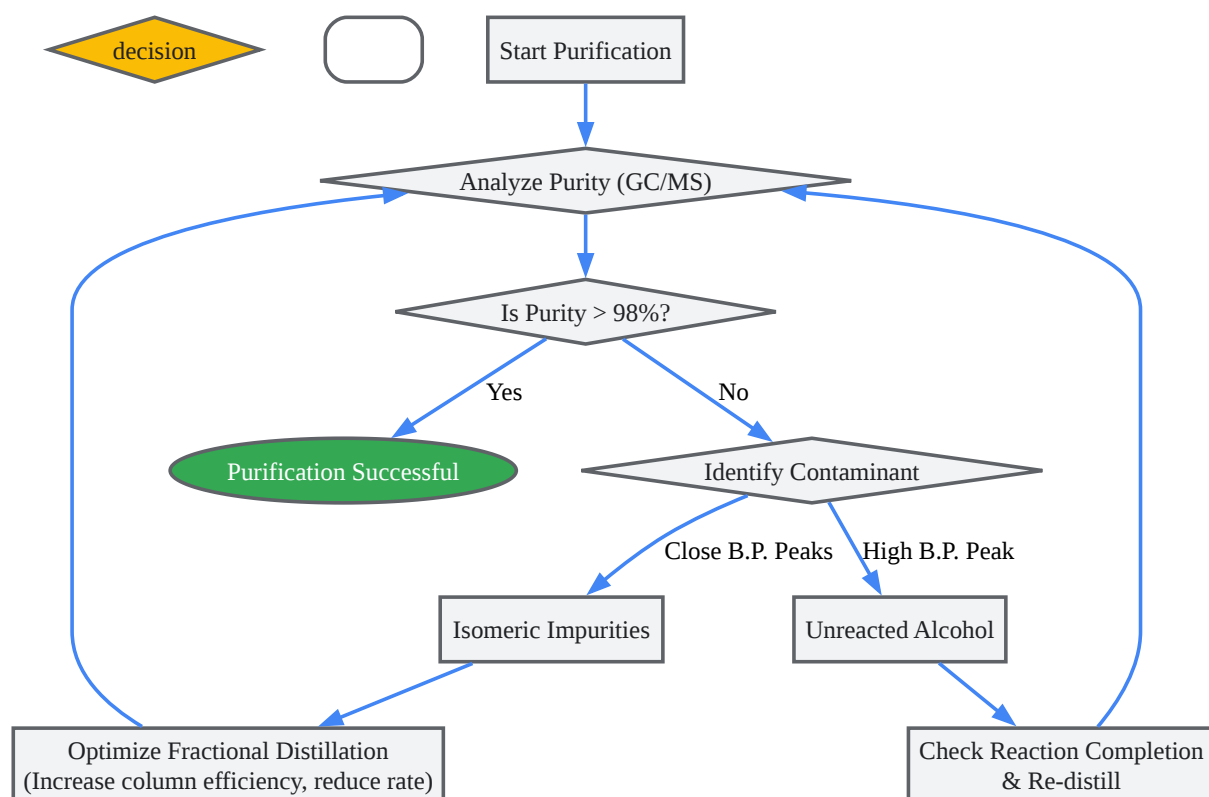 decision
Start Purification
Analyze Purity (GC/MS)
Is Purity > 98%?
Yes
No
Purification Successful
Identify Contaminant
Close B.P. Peaks
High B.P. Peak
Isomeric Impurities
Unreacted Alcohol
Optimize Fractional Distillation
(Increase column efficiency, reduce rate)
Check Reaction Completion
& Re-distill